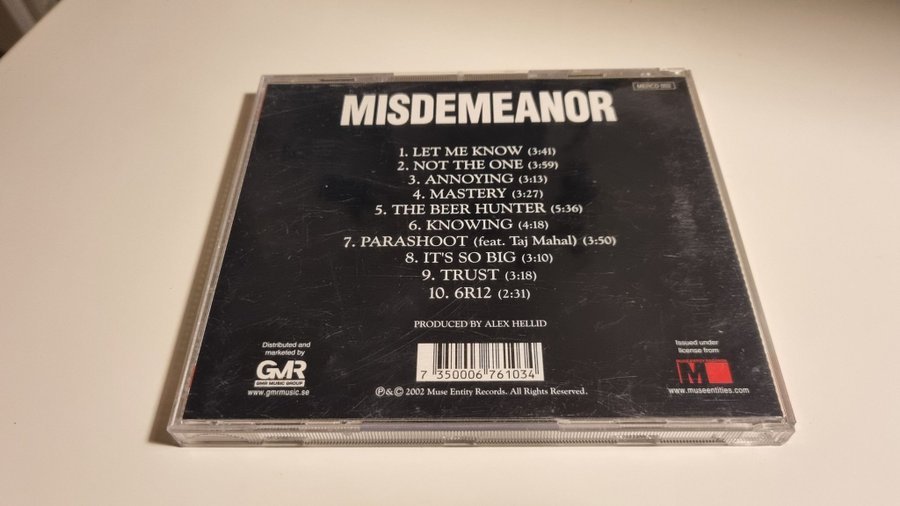 MERCD 002
MISDEMEANOR
1. LET ME KNOW (3:41)
2. NOT THE ONE (3:59)
3. ANNOYING (3:13)
4. MASTERY (3:27)
5. THE BEER HUNTER (5:36)
6. KNOWING (4:18)
7. PARASHOOT (feat. Taj Mahal) (3:50)
8. IT'S SO BIG (3:10)
9. TRUST (3:18)
10. 6R12 (2:31)
PRODUCED BY ALEX HELLID
Distributed and
marketed by
GMR
GMR MUSIC GROUP
www.gmrmusic.se
7 350006 761034
℗&© 2002 Muse Entity Records. All Rights Reserved.
Issued under
license from
M
www.museentities.com